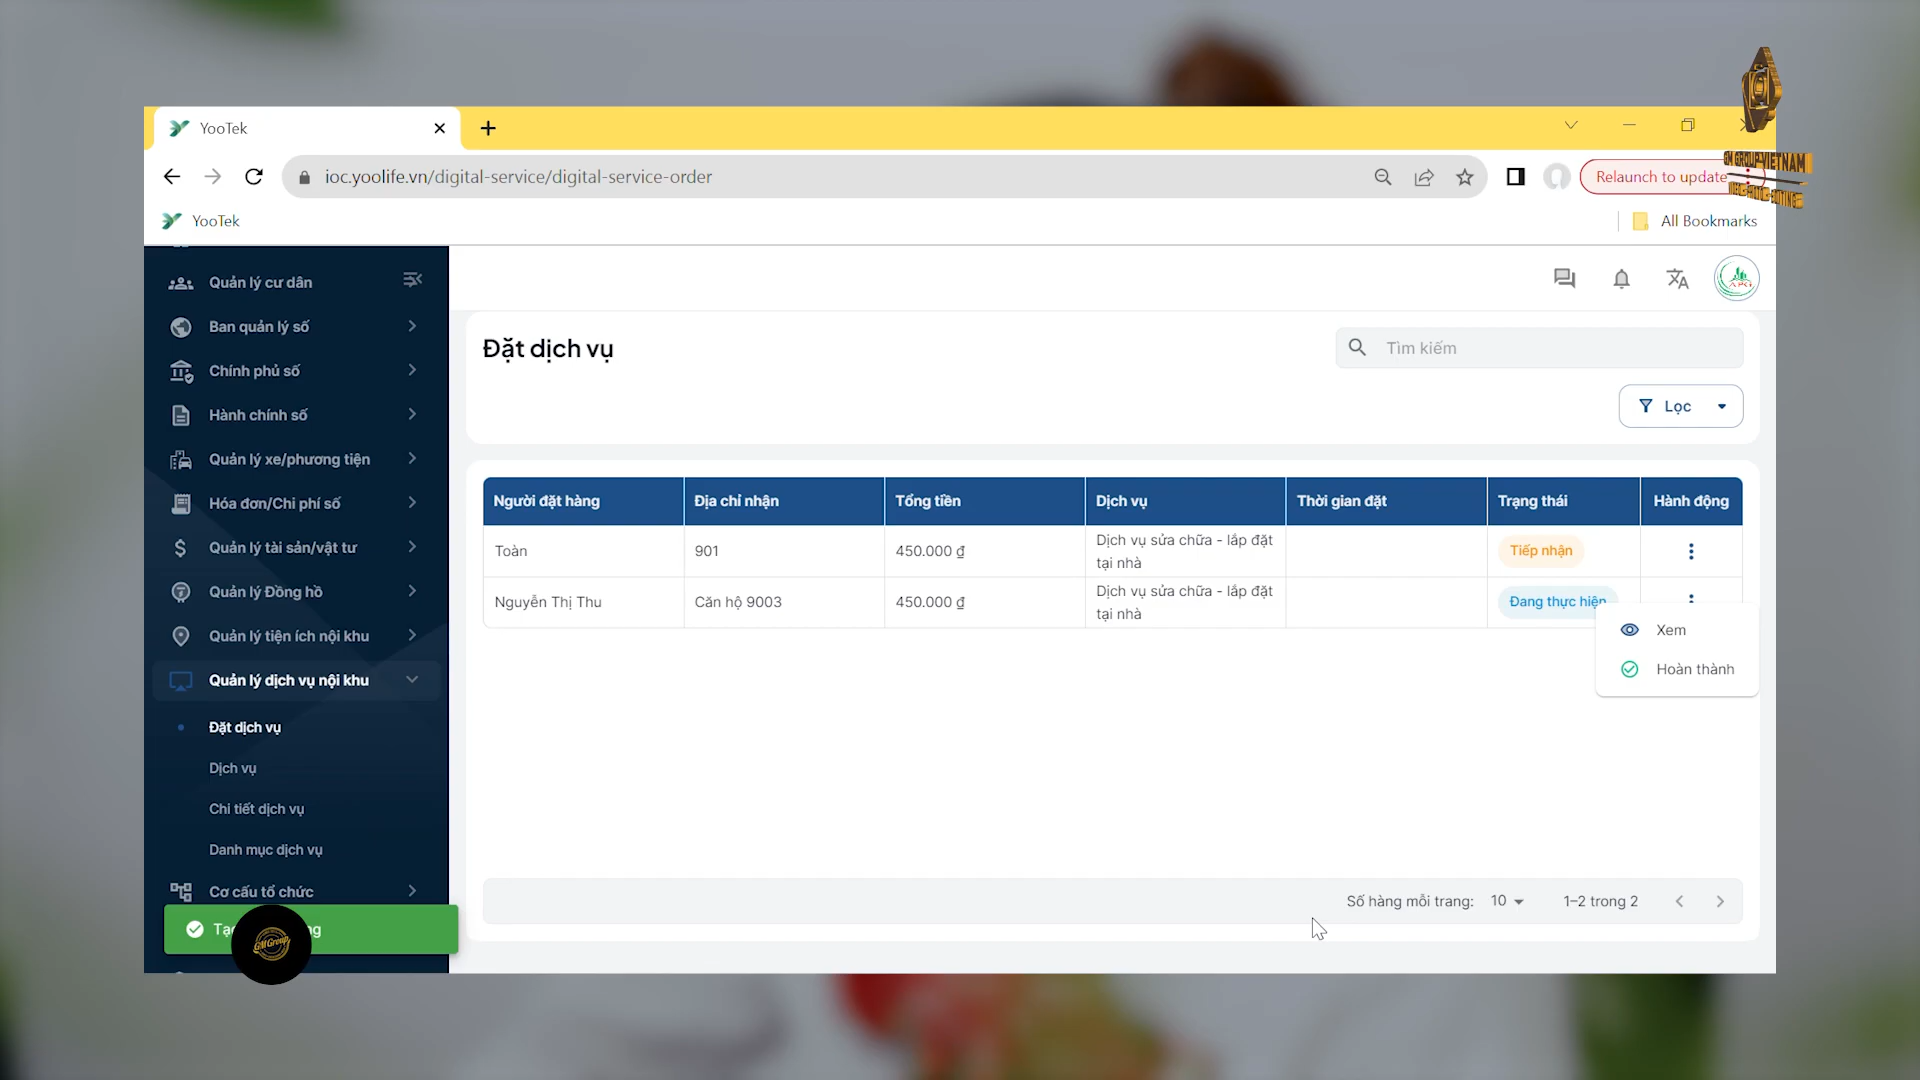 YooTek
ioc.yoolife.vn/digital-service/digital-service-order
Relaunch to update
GM GROUP VIETNAM
YooTek
All Bookmarks
Quản lý cư dân
Ban quản lý số
Chính phủ số
Hành chính số
Quản lý xe/phương tiện
Hóa đơn/Chi phí số
Quản lý tài sản/vật tư
Quản lý Đồng hồ
Quản lý tiện ích nội khu
Quản lý dịch vụ nội khu
Đặt dịch vụ
Dịch vụ
Chi tiết dịch vụ
Danh mục dịch vụ
Cơ cấu tổ chức
GMGroup
Đặt dịch vụ
Tìm kiếm
Lọc
Người đặt hàng Địa chỉ nhận Tổng tiền Dịch vụ Thời gian đặt Trạng thái Hành động
Toàn 901 450.000 ₫ Dịch vụ sửa chữa - lắp đặt tại nhà Tiếp nhận
Nguyễn Thị Thu Căn hộ 9003 450.000 ₫ Dịch vụ sửa chữa - lắp đặt tại nhà Đang thực hiện
Xem
Hoàn thành
Số hàng mỗi trang: 10 1–2 trong 2